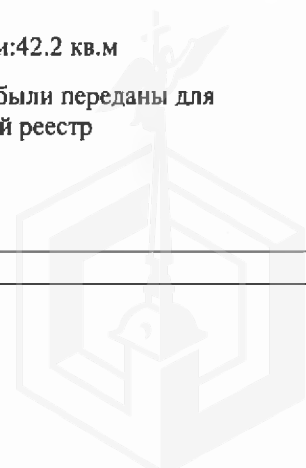 и:42.2 кв.м
были переданы для
й реестр